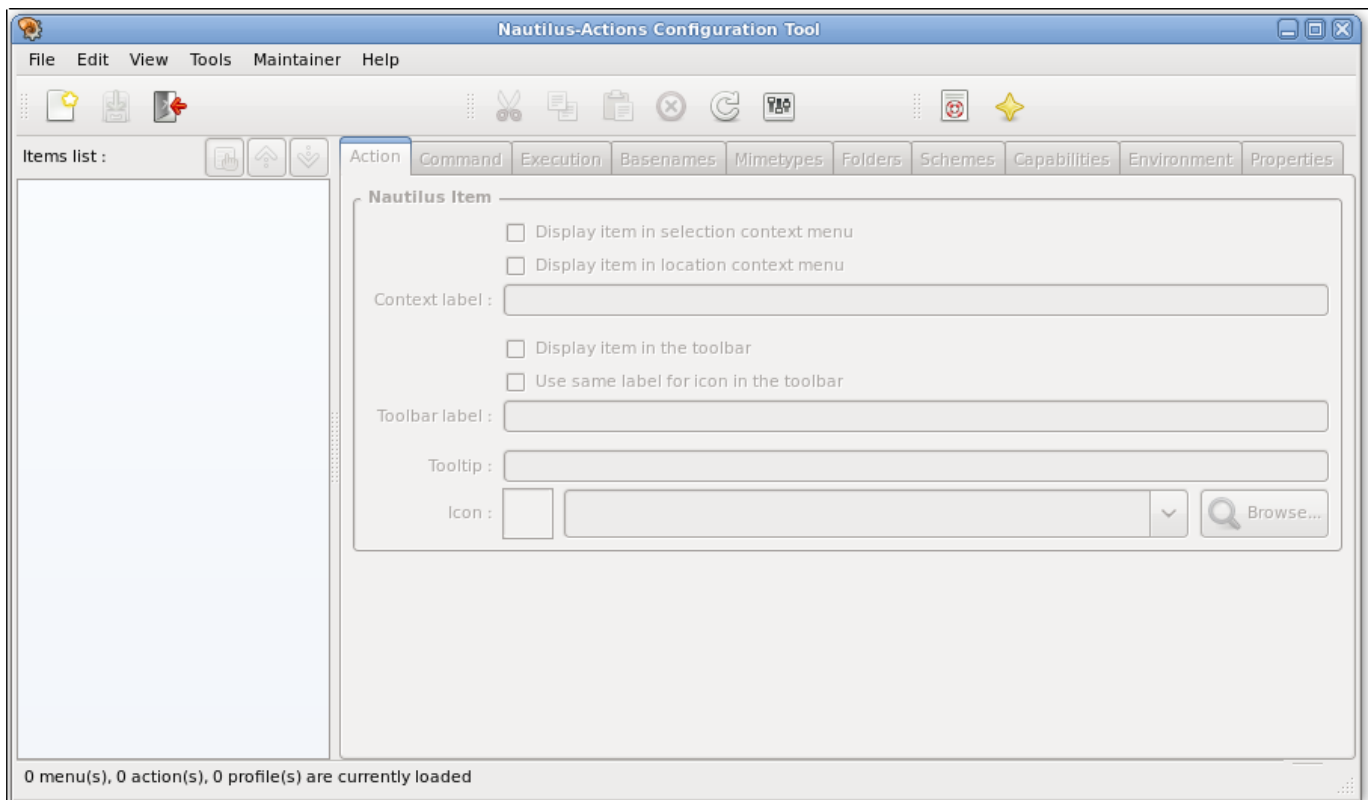 Nautilus-Actions Configuration Tool
File Edit View Tools Maintainer Help
Items list :
Action Command Execution Basenames Mimetypes Folders Schemes Capabilities Environment Properties
Nautilus Item
Display item in selection context menu
Display item in location context menu
Context label :
Display item in the toolbar
Use same label for icon in the toolbar
Toolbar label :
Tooltip :
Icon : Browse...
0 menu(s), 0 action(s), 0 profile(s) are currently loaded